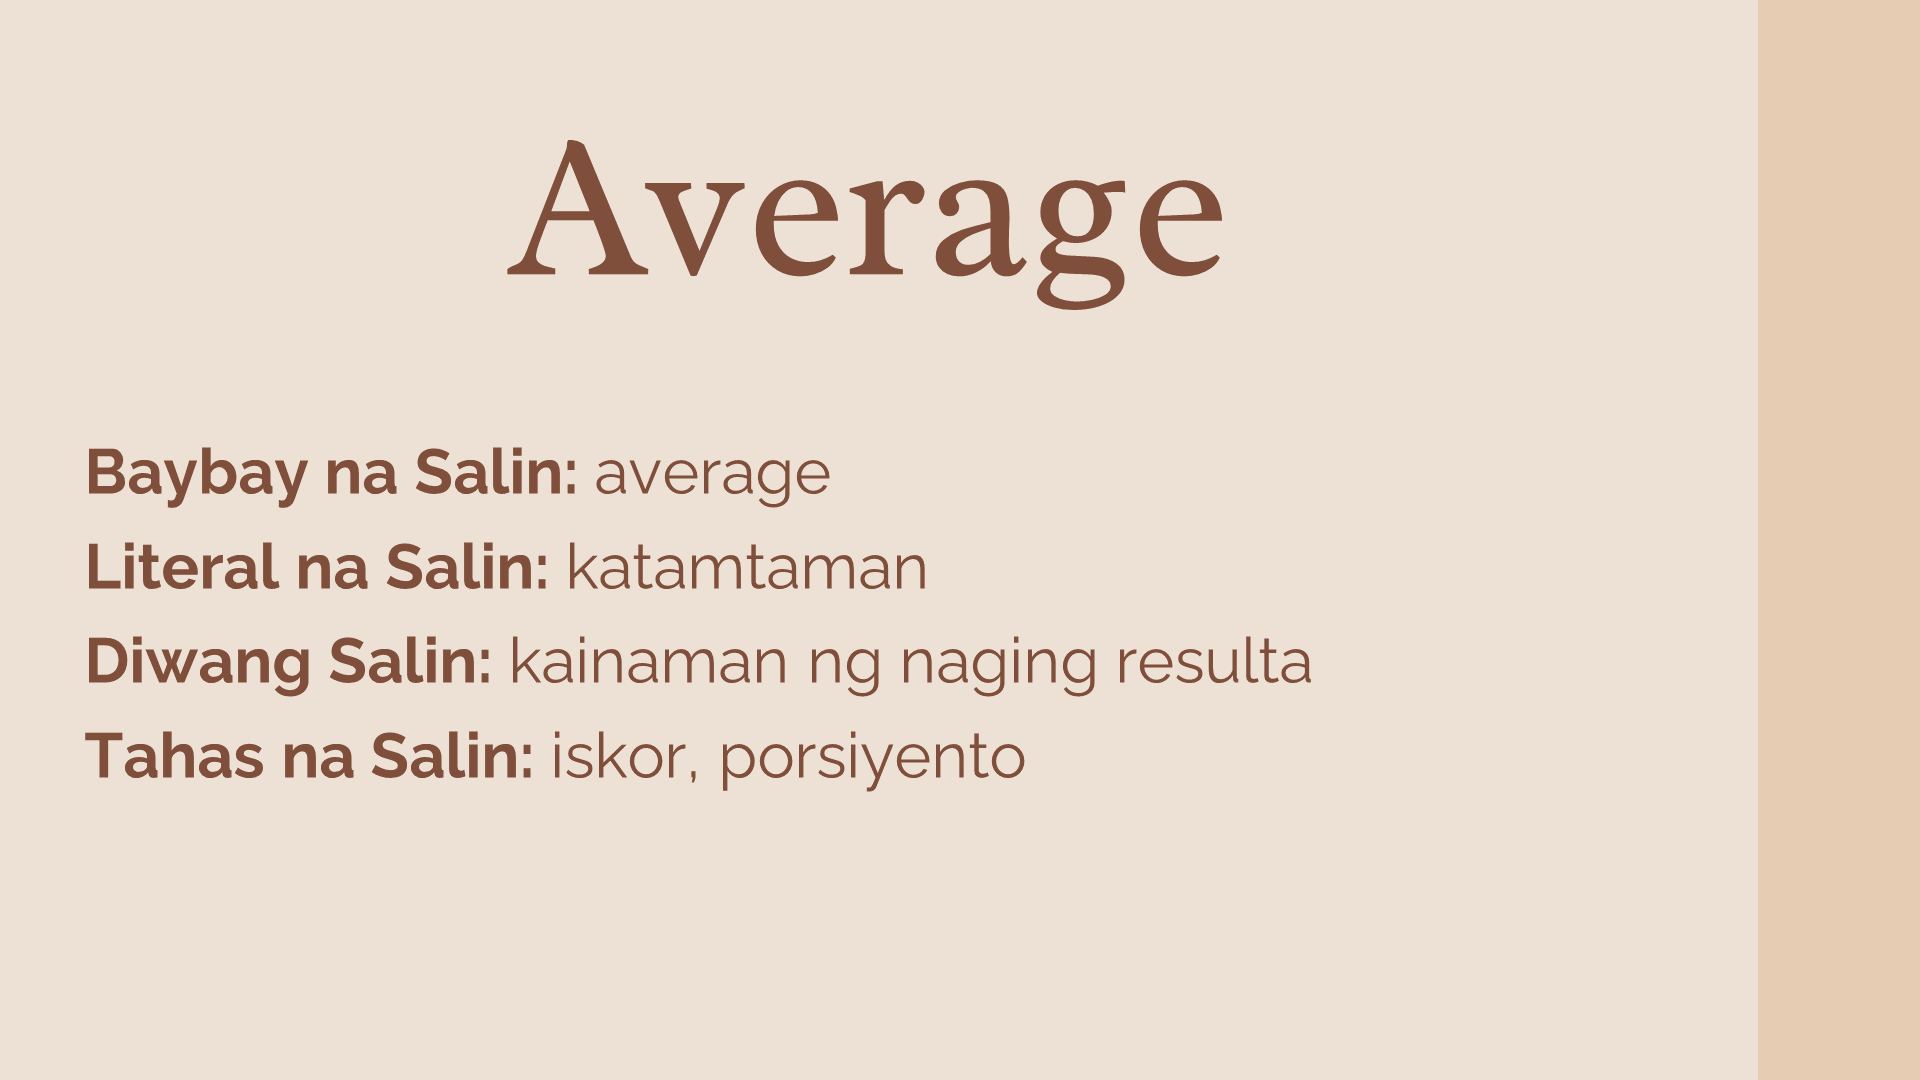 Average
Baybay na Salin: average
Literal na Salin: katamtaman
Diwang Salin: kainaman ng naging resulta
Tahas na Salin: iskor, porsiyento